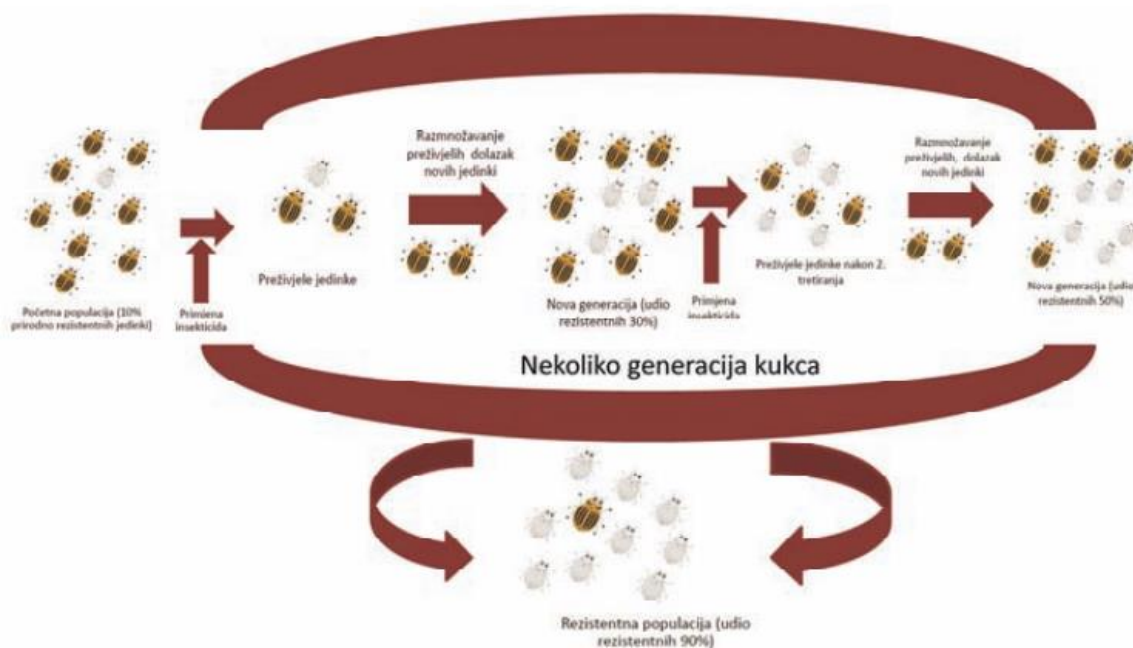 Početna populacija (10%
prirodno rezistentnih jedinki)
Primjena
insekticida
Preživjele jedinke
Razmnožavanje
preživjelih dolazak
novih jedinki
Nova generacija (udio
rezistentnih 30%)
Primjena
insekticida
Preživjele jedinke nakon 2.
tretiranja
Razmnožavanje
preživjelih, dolazak
novih jedinki
Nova generacija (udio
rezistentnih 50%)
Nekoliko generacija kukca
Rezistentna populacija (udio
rezistentnih 90%)